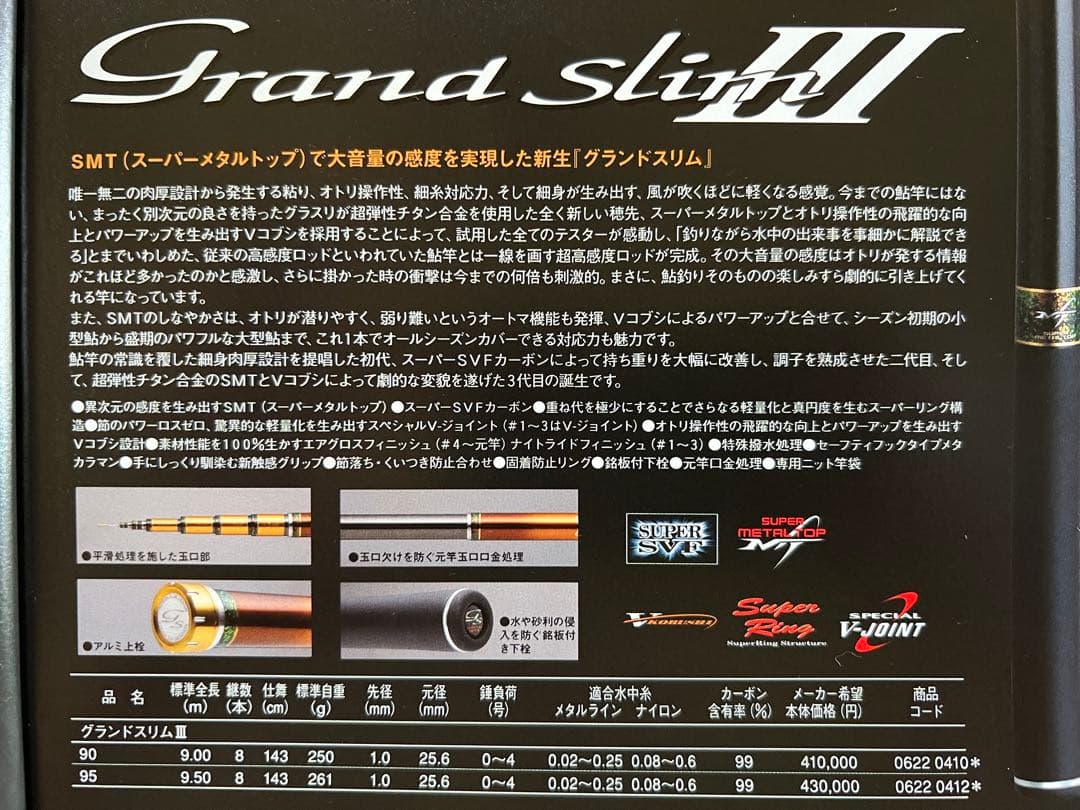 Grand Slim III
SMT(スーパーメタルトップ)で大音量の感度を実現した新生『グランドスリム』
唯一無二の肉厚設計から発生する粘り、オトリ操作性、細糸対応力、そして細身が生み出す、風が吹くほどに軽くなる感覚。今までの鮎竿にはな
い、まったく別次元の良さを持ったグラスリが超弾性チタン合金を使用した全く新しい穂先、スーパーメタルトップとオトリ操作性の飛躍的な向
上とパワーアップを生み出すVコブシを採用することによって、試用した全てのテスターが感動し、「釣りながら水中の出来事を事細かに解説でき
る」とまでいわしめた、従来の高感度ロッドといわれていた鮎竿とは一線を画す超高感度ロッドが完成。その大音量の感度はオトリが発する情報
がこれほど多かったのかと感激し、さらに掛かった時の衝撃は今までの何倍も刺激的。まさに、鮎釣りそのものの楽しみすら劇的に引き上げてく
れる竿になっています。
また、SMTのしなやかさは、オトリが潜りやすく、弱り難いというオートマ機能も発揮、Vコブシによるパワーアップと合せて、シーズン初期の小
型鮎から盛期のパワフルな大型鮎まで、これ1本でオールシーズンカバーできる対応力も魅力です。
鮎竿の常識を覆した細身肉厚設計を提唱した初代、スーパーSVFカーボンによって持ち重りを大幅に改善し、調子を熟成させた二代目、そし
て、超弾性チタン合金のSMTとVコブシによって劇的な変貌を遂げた3代目の誕生です。
●異次元の感度を生み出すSMT(スーパーメタルトップ)●スーパーSVFカーボン●重ね代を極少にすることでさらなる軽量化と真円度を生むスーパーリング構
造●節のパワーロスゼロ、驚異的な軽量化を生み出すスペシャルV-ジョイント(#1〜3はV-ジョイント)●オトリ操作性の飛躍的な向上とパワーアップを生み出す
Vコブシ設計●素材性能を100%生かすエアグロスフィニッシュ(#4〜元竿)ナイトライドフィニッシュ(#1〜3)●特殊撥水処理●セーフティフックタイプメタ
カラマン●手にしっくり馴染む新触感グリップ●節落ち・くいつき防止合わせ●固着防止リング●銘板付下栓●元竿口金処理●専用ニット竿袋
●平滑処理を施した玉口部
●玉口欠けを防ぐ元竿玉口口金処理
SUPER
SVF
SUPER
METAL TOP
MT
●アルミ上栓
●水や砂利の侵
入を防ぐ銘板付
き下栓
V KOBUSHI
Super
Ring
SuperRing Structure
SPECIAL
V-JOINT
品 名 標準全長(m) 継数(本) 仕舞(cm) 標準自重(g) 先径(mm) 元径(mm) 錘負荷(号) 適合水中糸 メタルライン ナイロン カーボン含有率(%) メーカー希望本体価格(円) 商品コード
グランドスリムIII
90 9.00 8 143 250 1.0 25.6 0〜4 0.02〜0.25 0.08〜0.6 99 410,000 0622 0410*
95 9.50 8 143 261 1.0 25.6 0〜4 0.02〜0.25 0.08〜0.6 99 430,000 0622 0412*